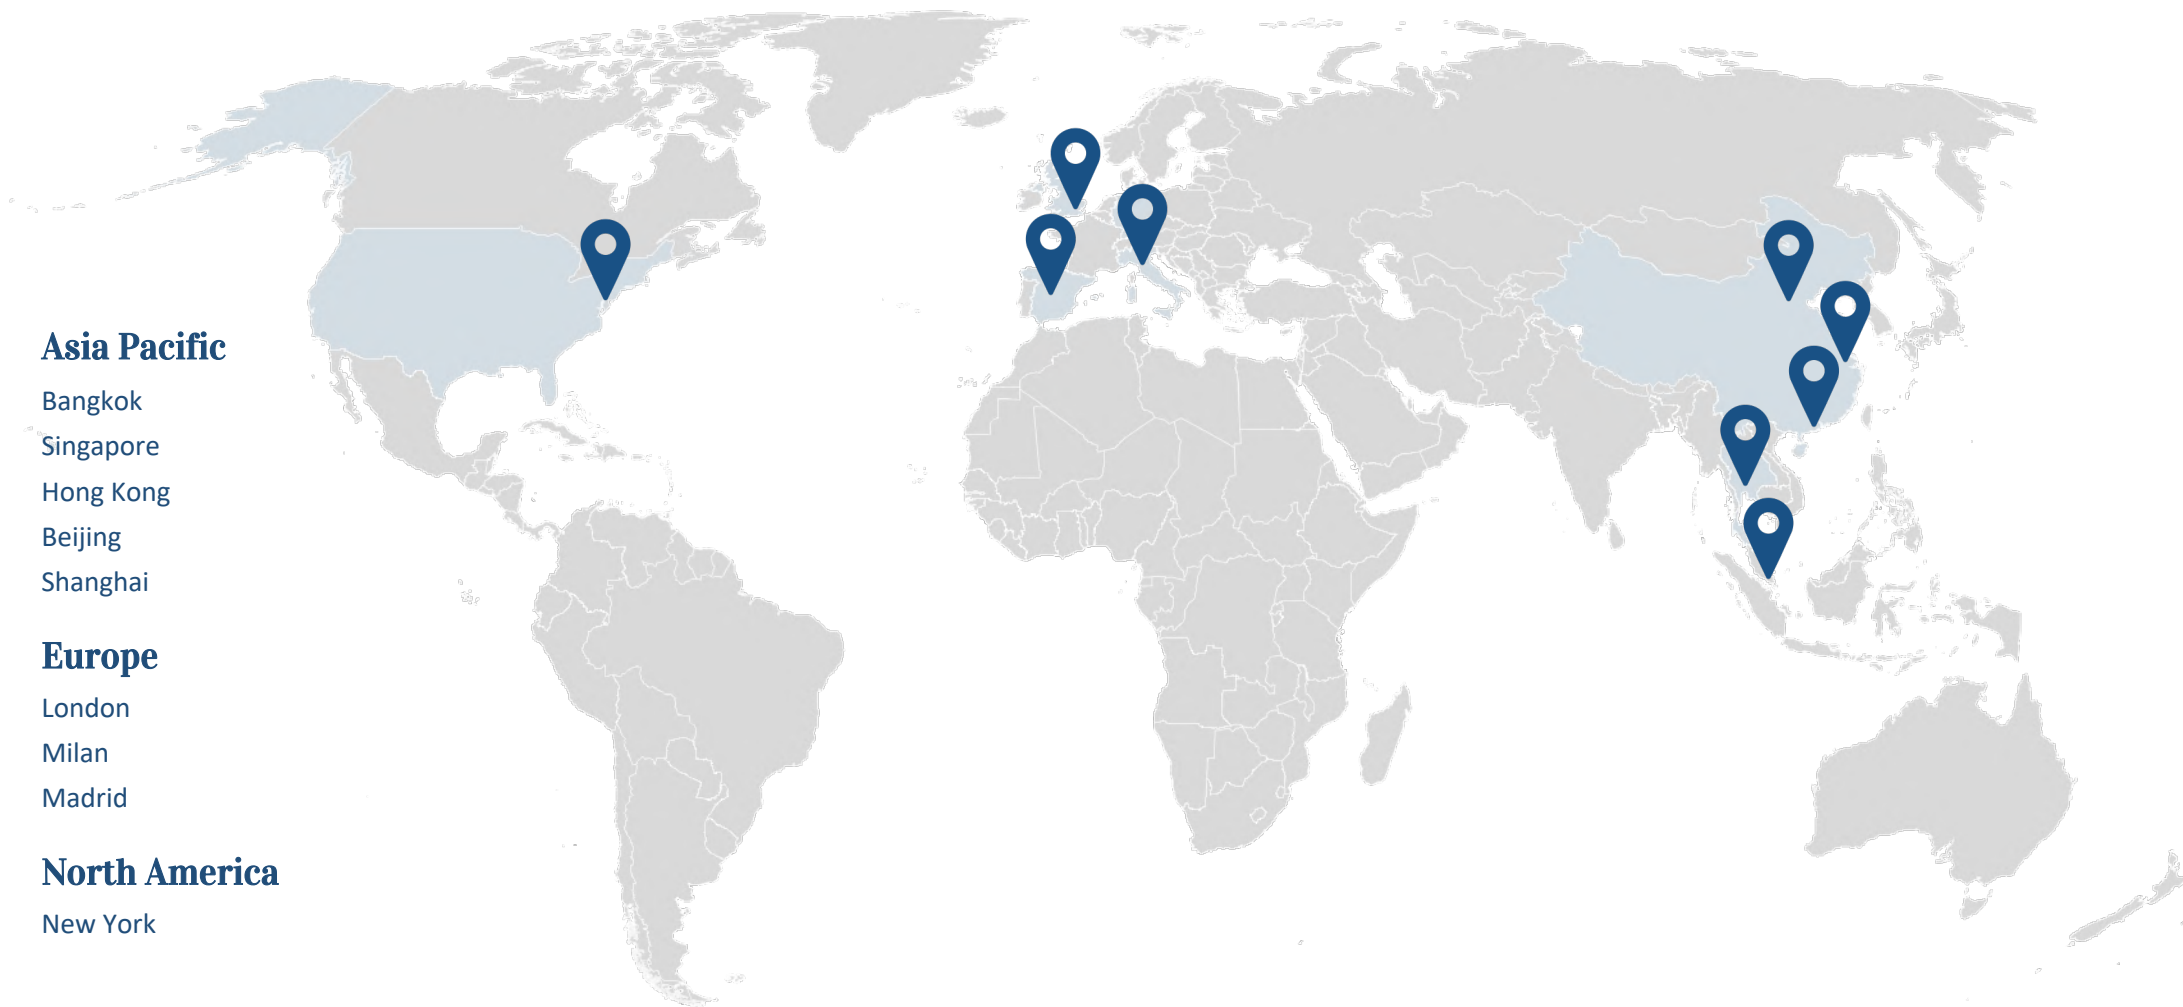 Asia Pacific
Bangkok
Singapore
Hong Kong
Beijing
Shanghai
Europe
London
Milan
Madrid
North America
New York